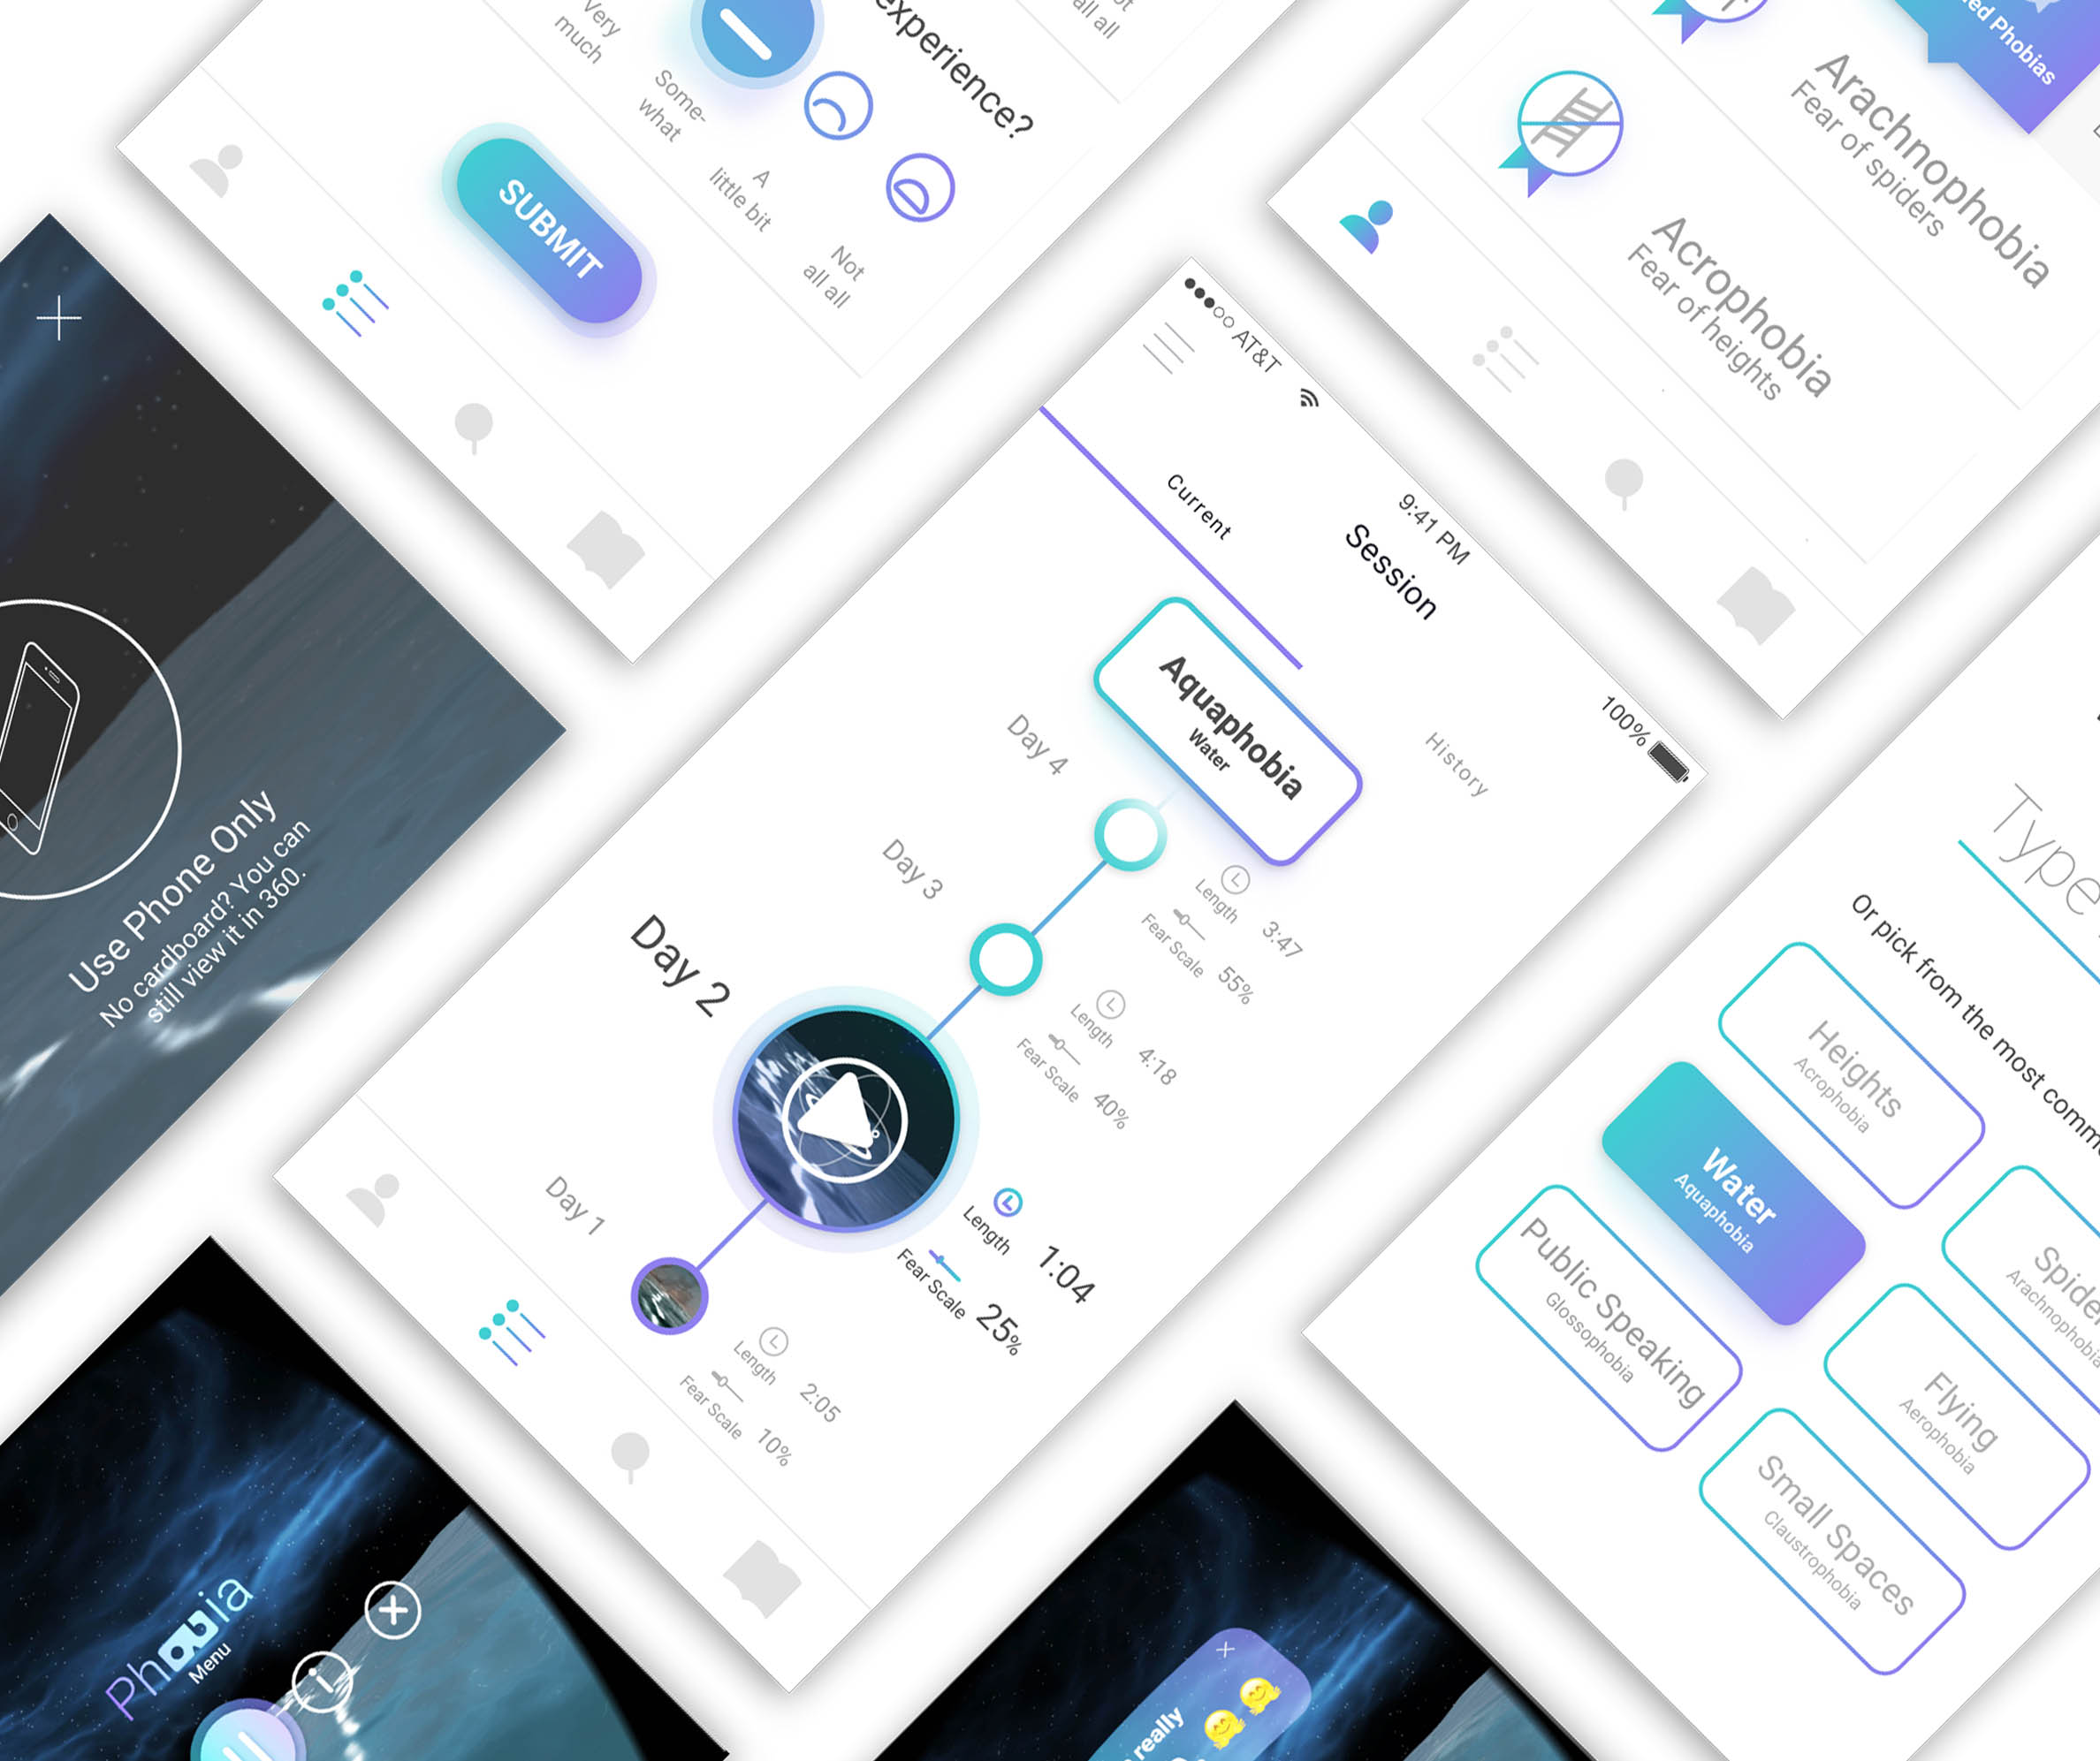 experience?
Very
much
Some-
what
A
little bit
Not
all all
all all
SUBMIT
Phobias
Arachnophobia
Fear of spiders
Acrophobia
Fear of heights
Use Phone Only
No cardboard? You can
still view it in 360.
AT&T
9:41 PM
100%
Session
Current
History
Aquaphobia
Water
Day 4
Length
3:47
Fear Scale
55%
Day 3
Length
4:18
Fear Scale
40%
Day 2
Length
1:04
Fear Scale
25%
Day 1
Length
2:05
Fear Scale
10%
Type
Or pick from the most
Heights
Acrophobia
Water
Aquaphobia
Arachnophobia
Public Speaking
Glossophobia
Flying
Aerophobia
Small Spaces
Claustrophobia
Phobia
Menu
really